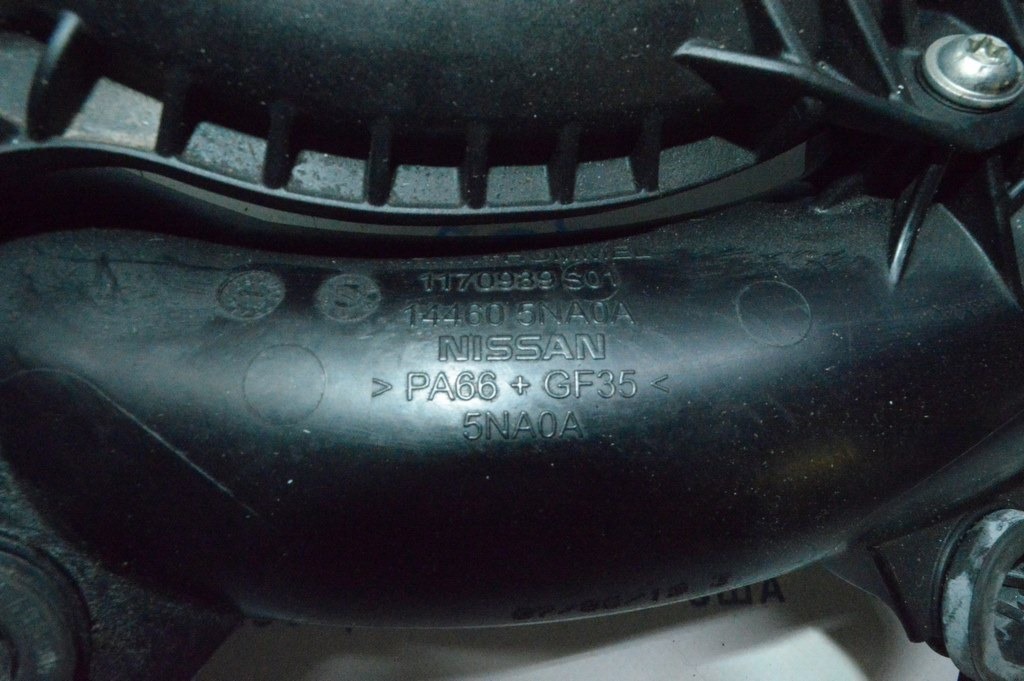 1170939 S01
14460 5NA0A
NISSAN
> PA66 + GF35 <
5NA0A